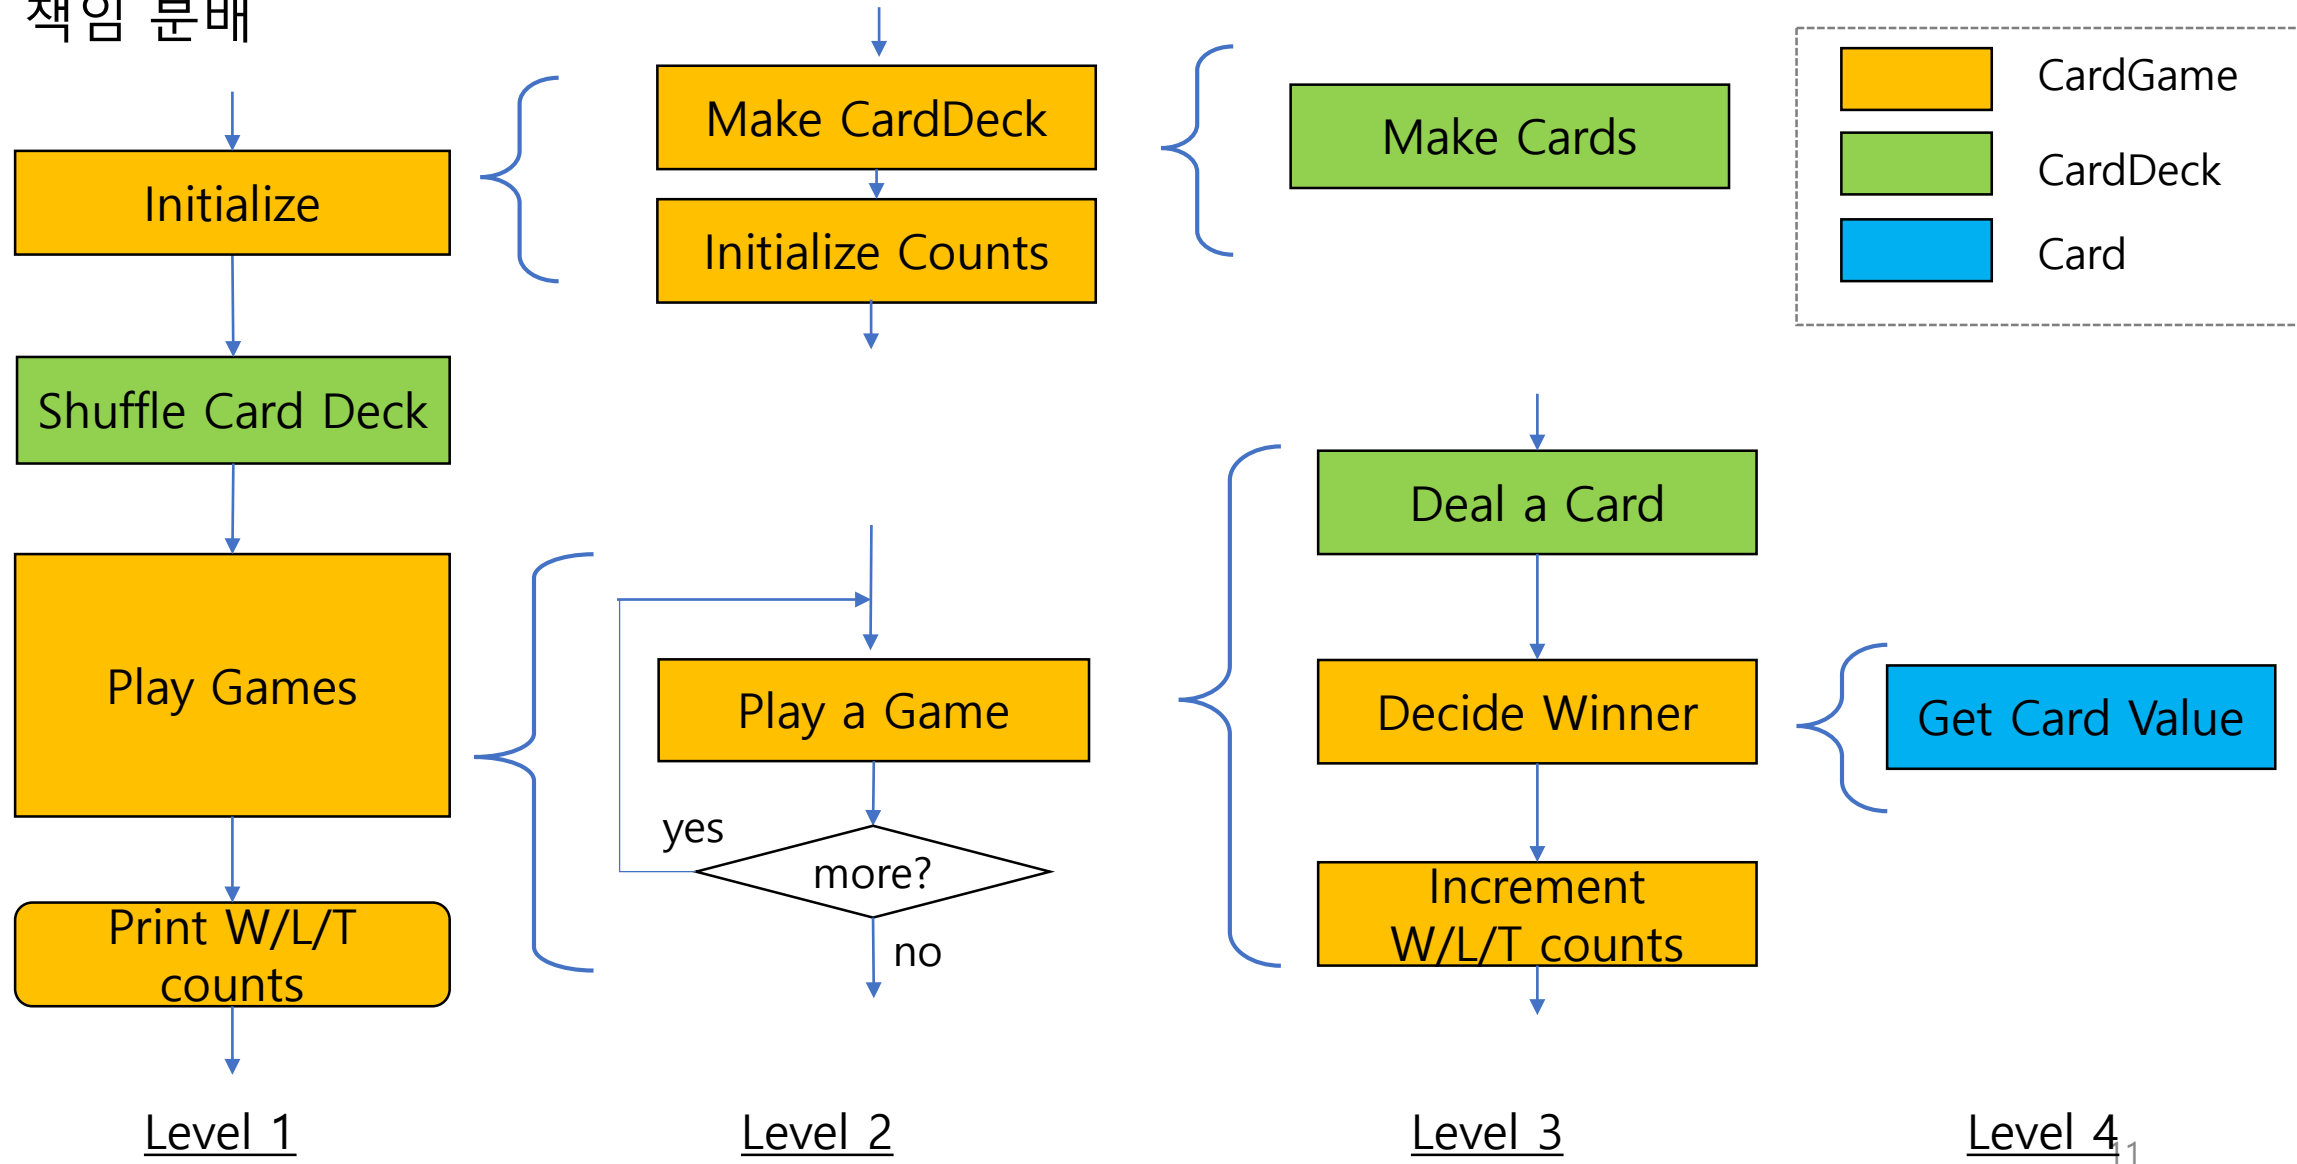 책임 분배
Initialize
Shuffle Card Deck
Play Games
Print W/L/T
counts
Level 1
Make CardDeck
Initialize Counts
Play a Game
yes
more?
no
Level 2
Make Cards
Deal a Card
Decide Winner
Increment
W/L/T counts
Level 3
CardGame
CardDeck
Card
Get Card Value
Level 4
11